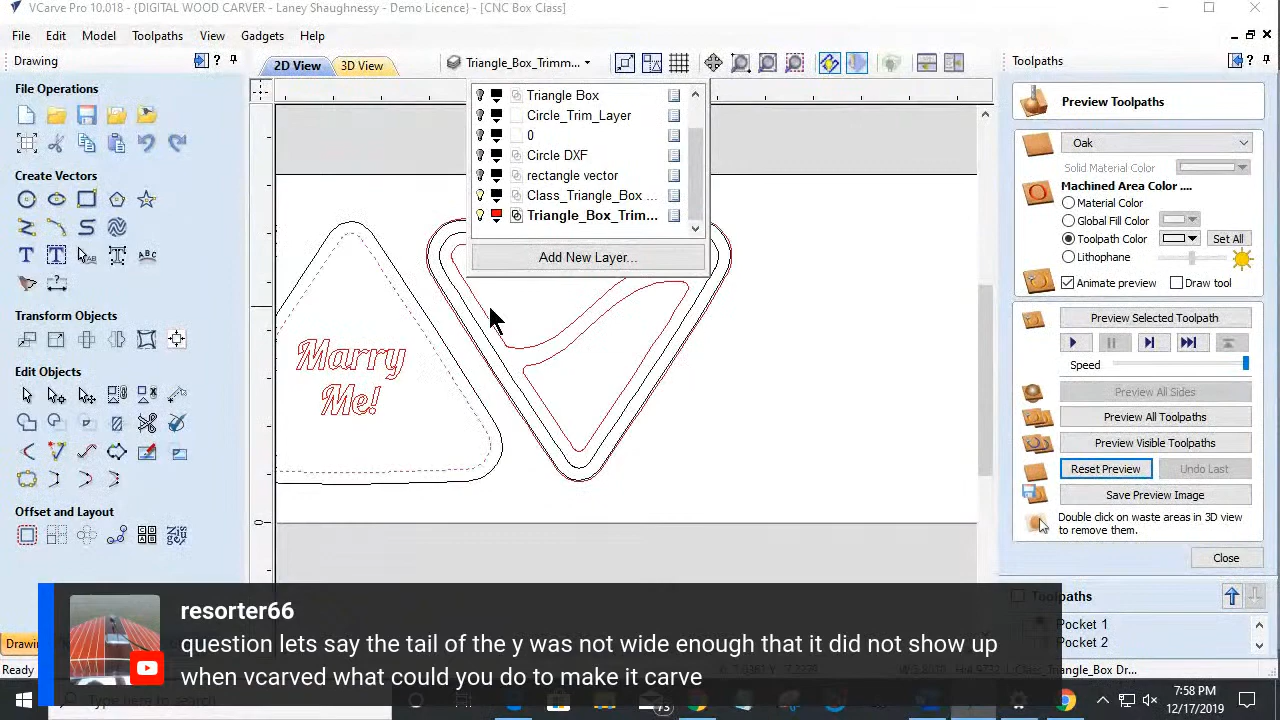 VCarve Pro 10.018 - {DIGITAL WOOD CARVER - Laney Shaughnessy - Demo Licence} - [CNC Box Class]
File Edit Model Toolpaths View Gadgets Help
Drawing
File Operations
Create Vectors
Transform Objects
Edit Objects
Offset and Layout
2D View 3D View
Triangle_Box_Trimm...
Triangle Box
Circle_Trim_Layer
0
Circle DXF
rectangle vector
Class_Triangle_Box ...
Triangle_Box_Trim...
Add New Layer...
Marry
Me!
0
Toolpaths
Preview Toolpaths
Oak
Solid Material Color
Machined Area Color ....
Material Color
Global Fill Color
Toolpath Color Set All
Lithophane
Animate preview Draw tool
Preview Selected Toolpath
Speed
Preview All Sides
Preview All Toolpaths
Preview Visible Toolpaths
Reset Preview Undo Last
Save Preview Image
Double click on waste areas in 3D view
to remove them.
Close
Toolpaths
Pocket 1
Pocket 2
resorter66
question lets say the tail of the y was not wide enough that it did not show up
when vcarved what could you do to make it carve
Ready
Type here to search
7:58 PM
12/17/2019